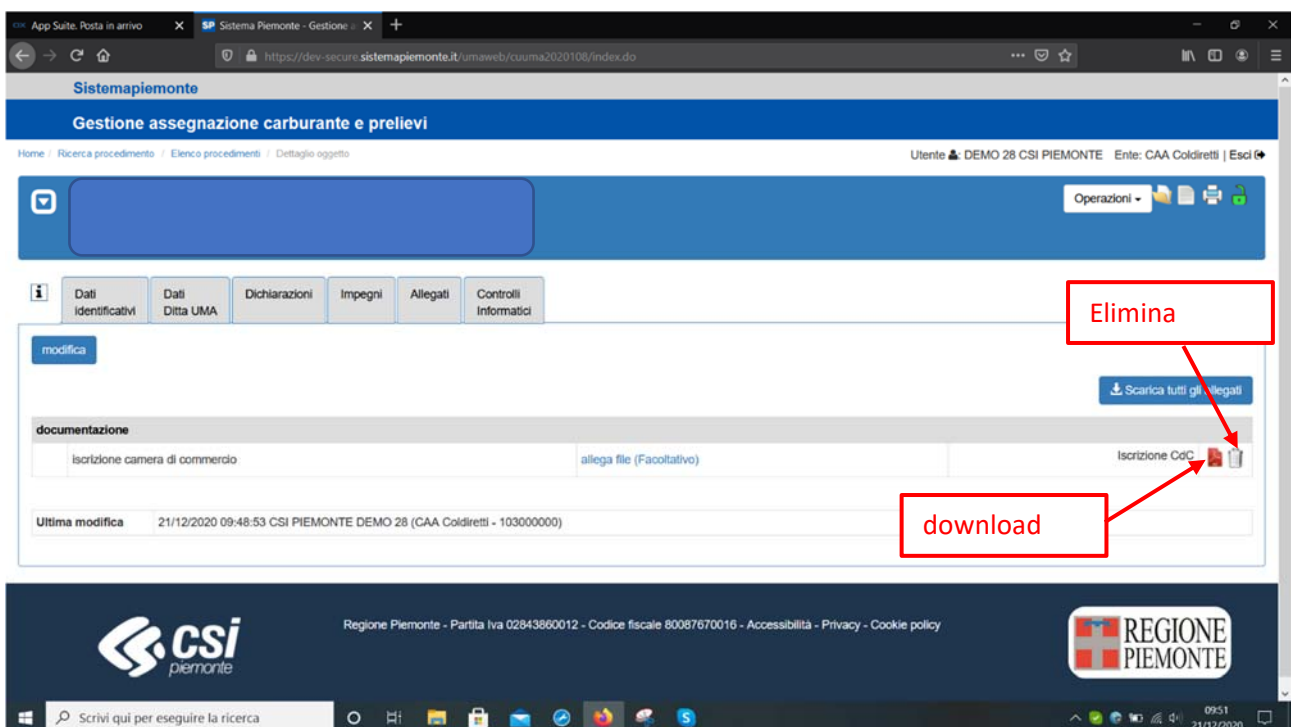 App Suite. Posta in arrivo
SP Sistema Piemonte - Gestione a
https://dev-secure.sistemapiemonte.it/umaweb/cuuma2020108/index.do
Sistemapiemonte
Gestione assegnazione carburante e prelievi
Home / Ricerca procedimento / Elenco procedimenti / Dettaglio oggetto
Utente : DEMO 28 CSI PIEMONTE Ente: CAA Coldiretti | Esci
Operazioni
i
Dati identificativi
Dati Ditta UMA
Dichiarazioni
Impegni
Allegati
Controlli Informatici
Elimina
modifica
Scarica tutti gli allegati
documentazione
iscrizione camera di commercio
allega file (Facoltativo)
Iscrizione CdC
download
Ultima modifica 21/12/2020 09:48:53 CSI PIEMONTE DEMO 28 (CAA Coldiretti - 103000000)
csi piemonte
Regione Piemonte - Partita Iva 02843860012 - Codice fiscale 80087670016 - Accessibilità - Privacy - Cookie policy
REGIONE
PIEMONTE
Scrivi qui per eseguire la ricerca
09:51
21/12/2020